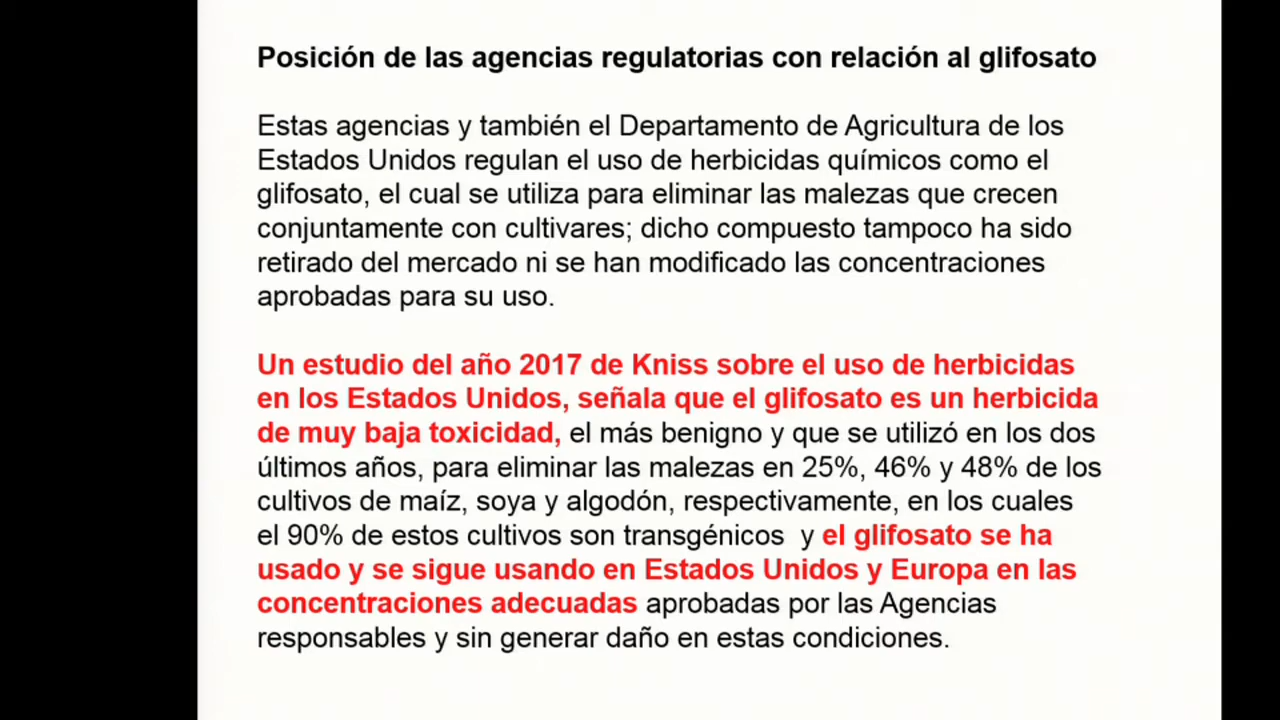 Posición de las agencias regulatorias con relación al glifosato
Estas agencias y también el Departamento de Agricultura de los
Estados Unidos regulan el uso de herbicidas químicos como el
glifosato, el cual se utiliza para eliminar las malezas que crecen
conjuntamente con cultivares; dicho compuesto tampoco ha sido
retirado del mercado ni se han modificado las concentraciones
aprobadas para su uso.
Un estudio del año 2017 de Kniss sobre el uso de herbicidas
en los Estados Unidos, señala que el glifosato es un herbicida
de muy baja toxicidad, el más benigno y que se utilizó en los dos
últimos años, para eliminar las malezas en 25%, 46% y 48% de los
cultivos de maíz, soya y algodón, respectivamente, en los cuales
el 90% de estos cultivos son transgénicos y el glifosato se ha
usado y se sigue usando en Estados Unidos y Europa en las
concentraciones adecuadas aprobadas por las Agencias
responsables y sin generar daño en estas condiciones.